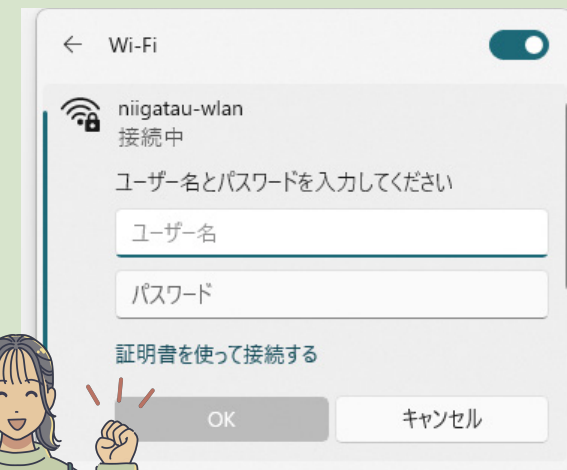 ← Wi-Fi
niigatau-wlan
接続中
ユーザー名とパスワードを入力してください
ユーザー名
パスワード
証明書を使って接続する
OK キャンセル